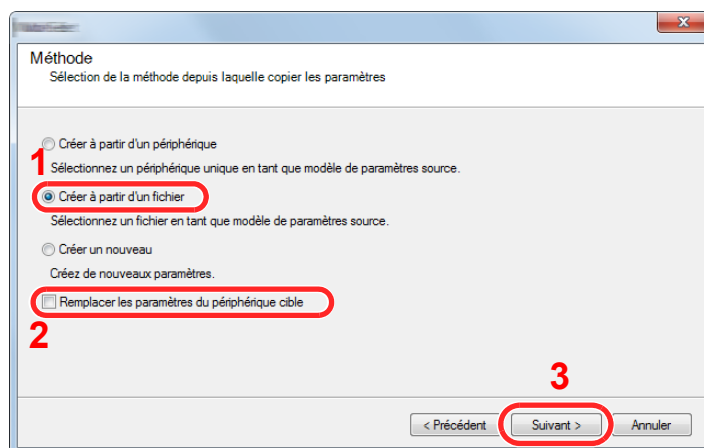 Méthode
Sélection de la méthode depuis laquelle copier les paramètres
Créer à partir d'un périphérique
1
Sélectionnez un périphérique unique en tant que modèle de paramètres source.
Créer à partir d'un fichier
Sélectionnez un fichier en tant que modèle de paramètres source.
Créer un nouveau
Créez de nouveaux paramètres.
Remplacer les paramètres du périphérique cible
2
3
< Précédent Suivant > Annuler